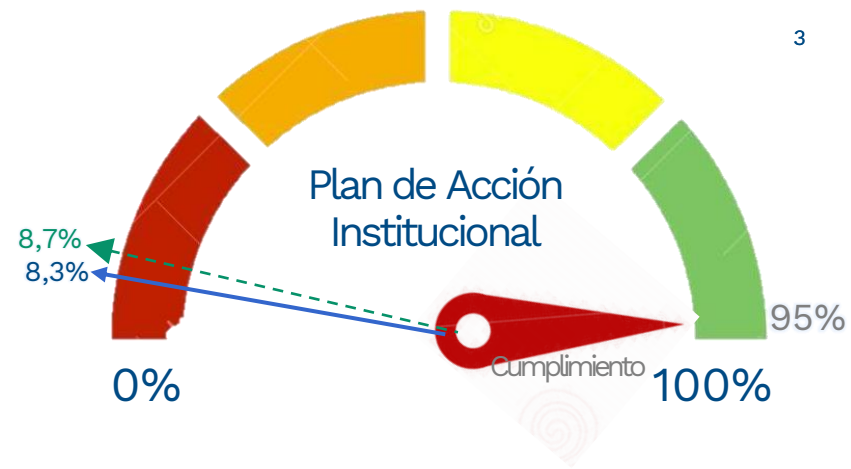 3
Plan de Acción
Institucional
8,7%
8,3%
95%
Cumplimiento
0%
100%